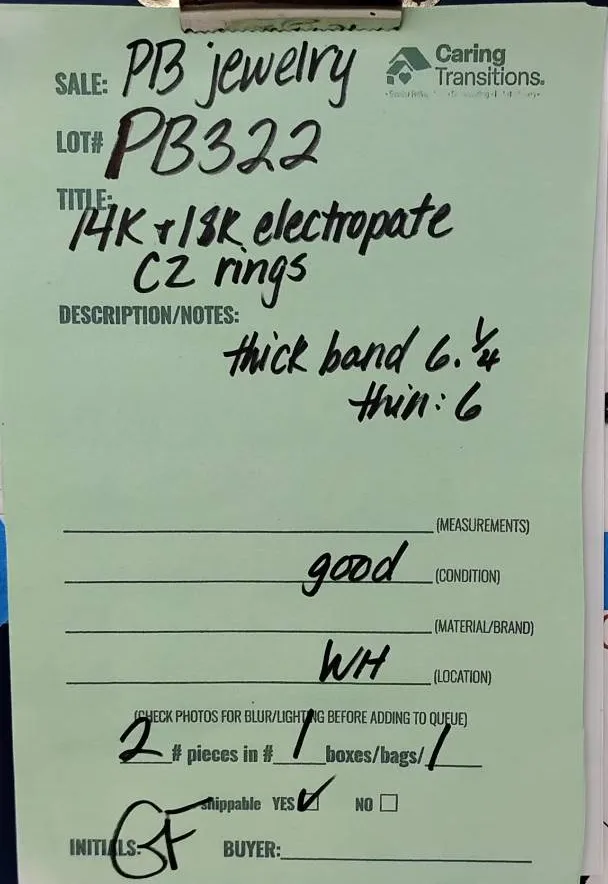 SALE: PB jewelry
Caring Transitions®
LOT# PB322
TITLE: 14K + 18K electropate
CZ rings
DESCRIPTION/NOTES:
thick band 6.¼
thin: 6
(MEASUREMENTS)
good (CONDITION)
(MATERIAL/BRAND)
WH (LOCATION)
(CHECK PHOTOS FOR BLUR/LIGHTING BEFORE ADDING TO QUEUE)
2 # pieces in # 1 boxes/bags/ 1
shippable YES ✓ NO
INITIALS: GF BUYER: